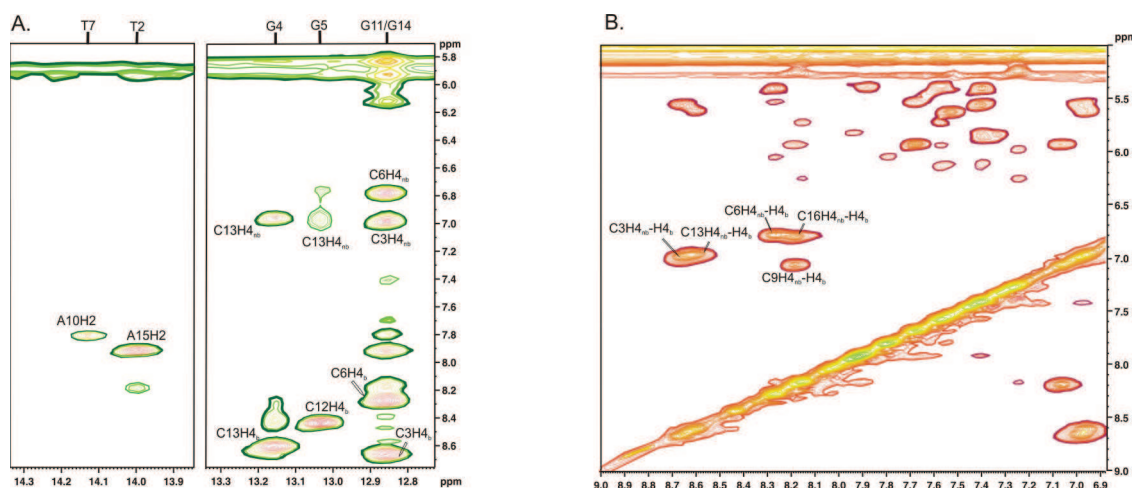 A.
T7 T2 G4 G5 G11/G14
ppm
5.8
6.0
6.2
6.4
6.6
6.8
7.0
7.2
7.4
7.6
7.8
8.0
8.2
8.4
8.6
C6H4nb
C13H4nb
C13H4nb
C3H4nb
A10H2
A15H2
C6H4b
C12H4b
C13H4b
C3H4b
14.3 14.2 14.1 14.0 13.9 13.3 13.2 13.1 13.0 12.9 12.8 ppm
B.
ppm
5.5
6.0
6.5
7.0
7.5
8.0
8.5
9.0
C6H4nb-H4b
C3H4nb-H4b
C16H4nb-H4b
C13H4nb-H4b
C9H4nb-H4b
9.0 8.9 8.8 8.7 8.6 8.5 8.4 8.3 8.2 8.1 8.0 7.9 7.8 7.7 7.6 7.5 7.4 7.3 7.2 7.1 7.0 6.9